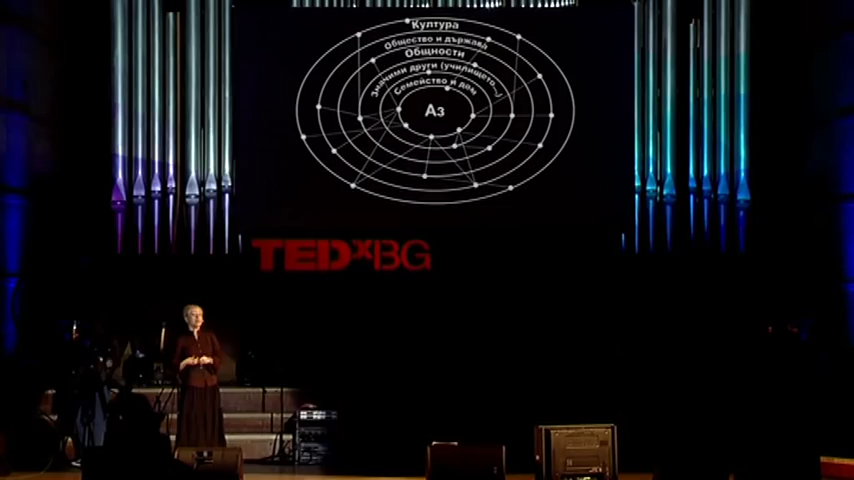 Култура
Общество и държава
Общности
Значими други (училището...)
Семейство и дом
Аз
TEDxBG